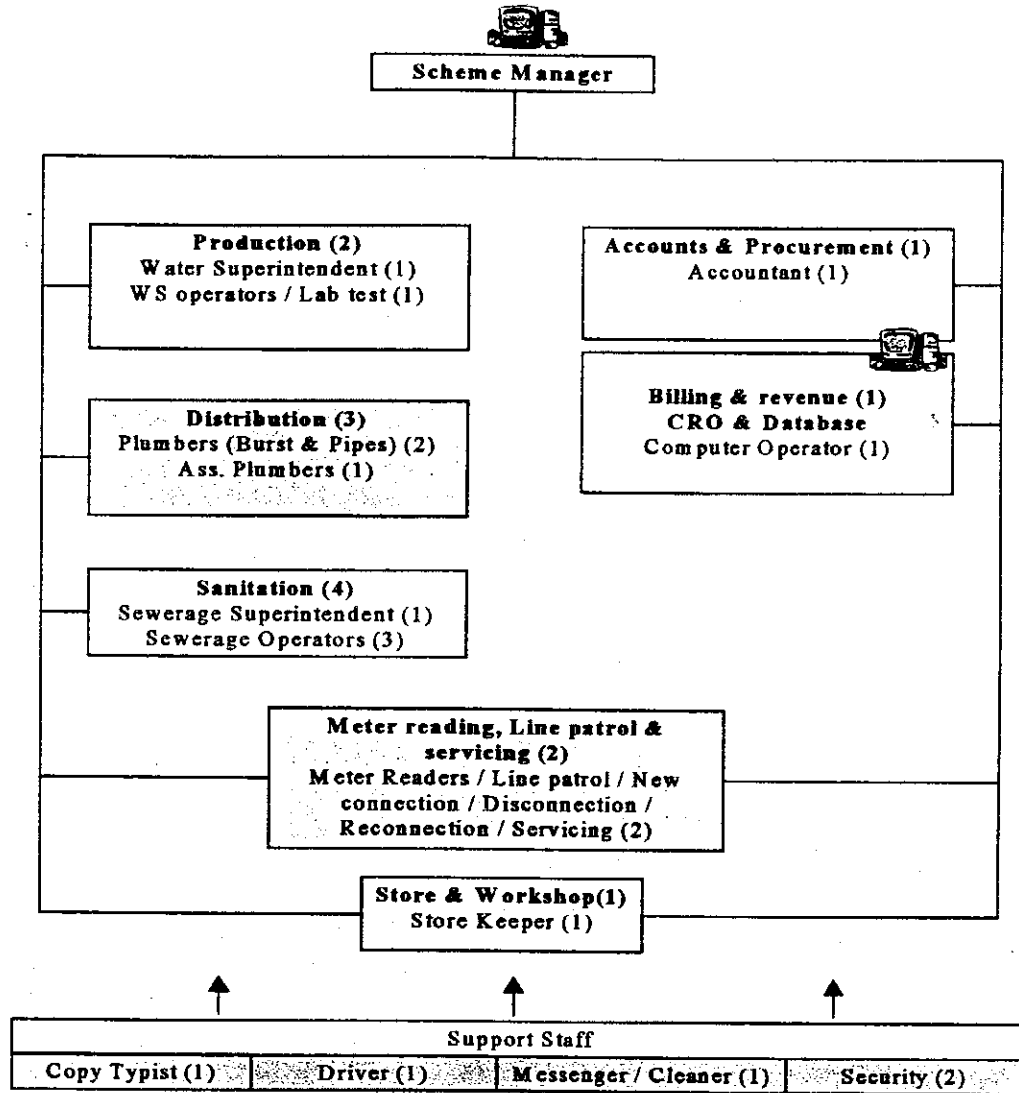 Scheme Manager
Production (2)
Water Superintendent (1)
WS operators / Lab test (1)
Accounts & Procurement (1)
Accountant (1)
Billing & revenue (1)
CRO & Database
Computer Operator (1)
Distribution (3)
Plumbers (Burst & Pipes) (2)
Ass. Plumbers (1)
Sanitation (4)
Sewerage Superintendent (1)
Sewerage Operators (3)
Meter reading, Line patrol &
servicing (2)
Meter Readers / Line patrol / New
connection / Disconnection /
Reconnection / Servicing (2)
Store & Workshop(1)
Store Keeper (1)
Support Staff
Copy Typist (1) Driver (1) Messenger / Cleaner (1) Security (2)